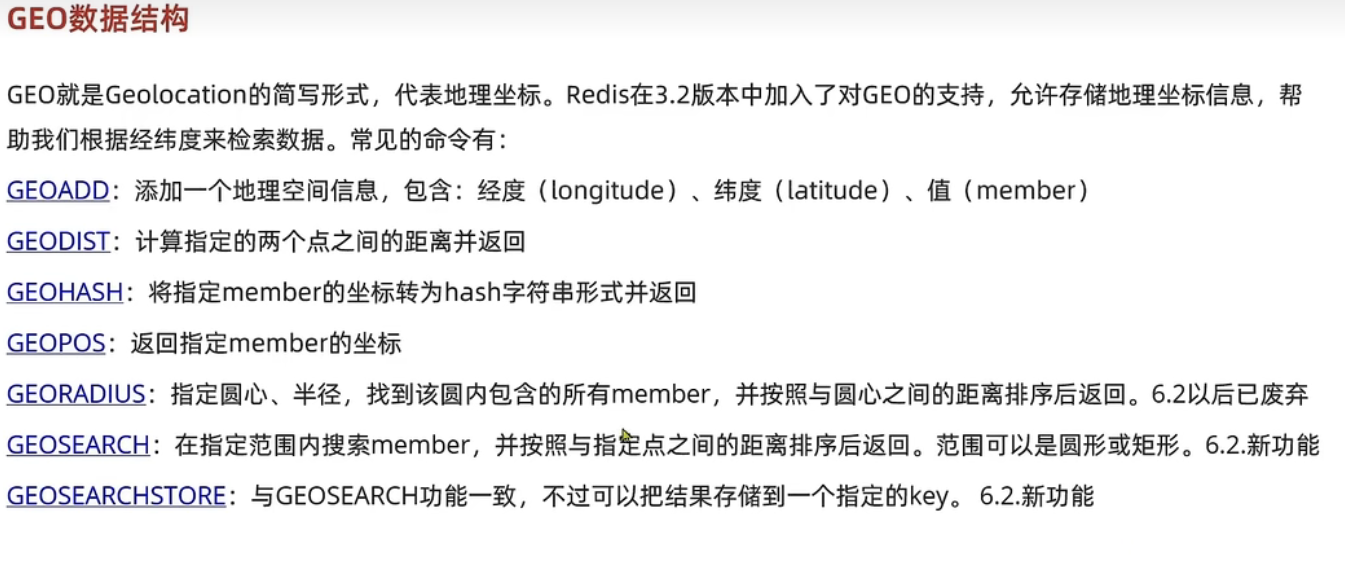 GEO数据结构
GEO就是Geolocation的简写形式，代表地理坐标。Redis在3.2版本中加入了对GEO的支持，允许存储地理坐标信息，帮
助我们根据经纬度来检索数据。常见的命令有：
GEOADD：添加一个地理空间信息，包含：经度（longitude）、纬度（latitude）、值（member）
GEODIST：计算指定的两个点之间的距离并返回
GEOHASH：将指定member的坐标转为hash字符串形式并返回
GEOPOS：返回指定member的坐标
GEORADIUS：指定圆心、半径，找到该圆内包含的所有member，并按照与圆心之间的距离排序后返回。6.2以后已废弃
GEOSEARCH：在指定范围内搜索member，并按照与指定点之间的距离排序后返回。范围可以是圆形或矩形。6.2.新功能
GEOSEARCHSTORE：与GEOSEARCH功能一致，不过可以把结果存储到一个指定的key。 6.2.新功能